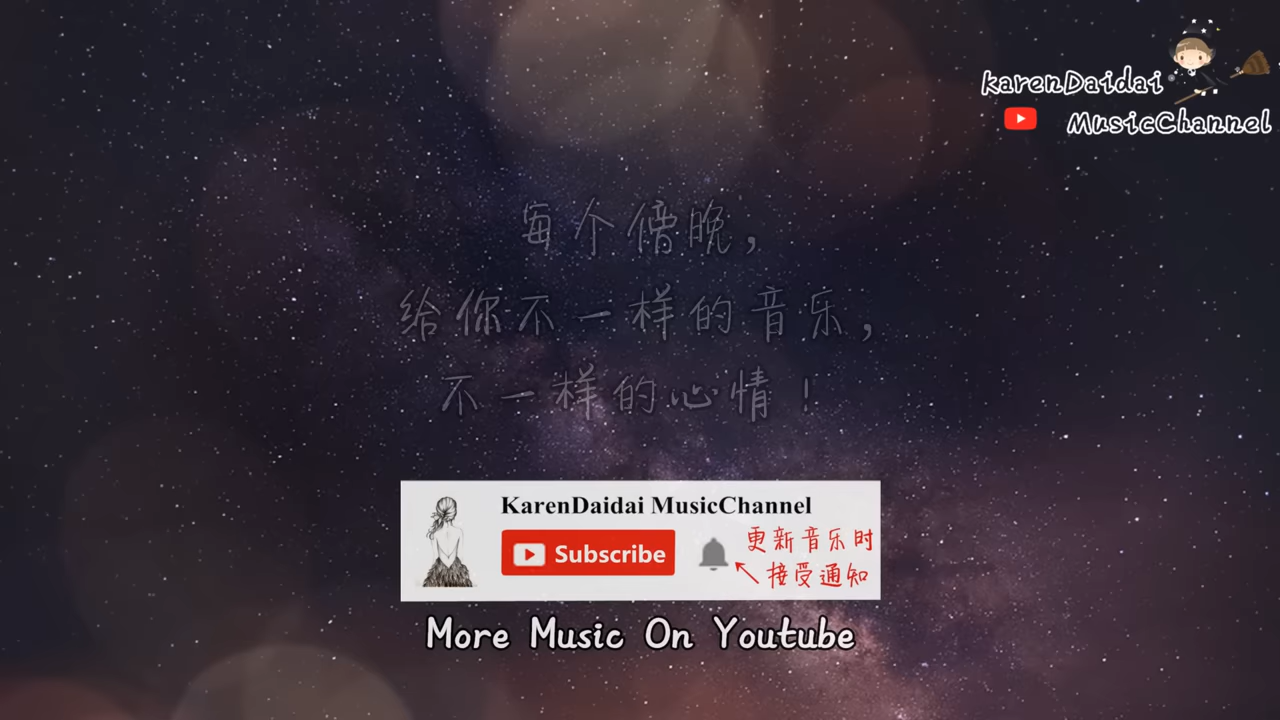 karenDaidai
MusicChannel
每个傍晚，
给你不一样的音乐，
不一样的心情！
KarenDaidai MusicChannel
Subscribe
更新音乐时
接受通知
More Music On Youtube